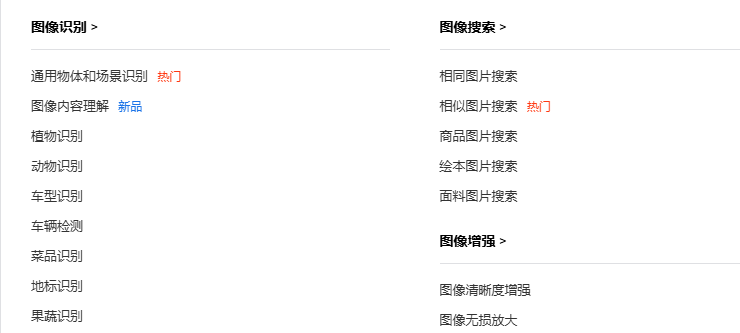 图像识别 >
通用物体和场景识别 热门
图像内容理解 新品
植物识别
动物识别
车型识别
车辆检测
菜品识别
地标识别
果蔬识别
图像搜索 >
相同图片搜索
相似图片搜索 热门
商品图片搜索
绘本图片搜索
面料图片搜索
图像增强 >
图像清晰度增强
图像无损放大